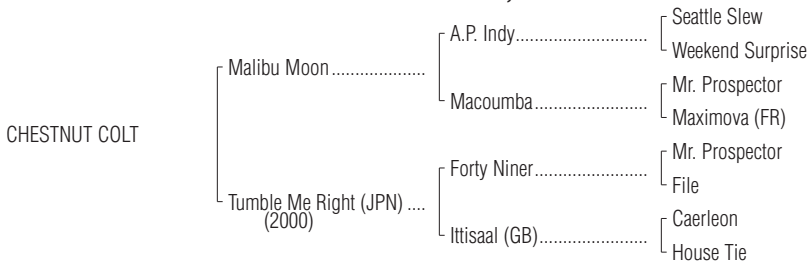 Seattle Slew
A.P. Indy...............................
Weekend Surprise
Malibu Moon....................
Mr. Prospector
Macoumba..........................
Maximova (FR)
CHESTNUT COLT
Mr. Prospector
Forty Niner..........................
File
Tumble Me Right (JPN) ....
(2000)
Caerleon
Ittisaal (GB).........................
House Tie